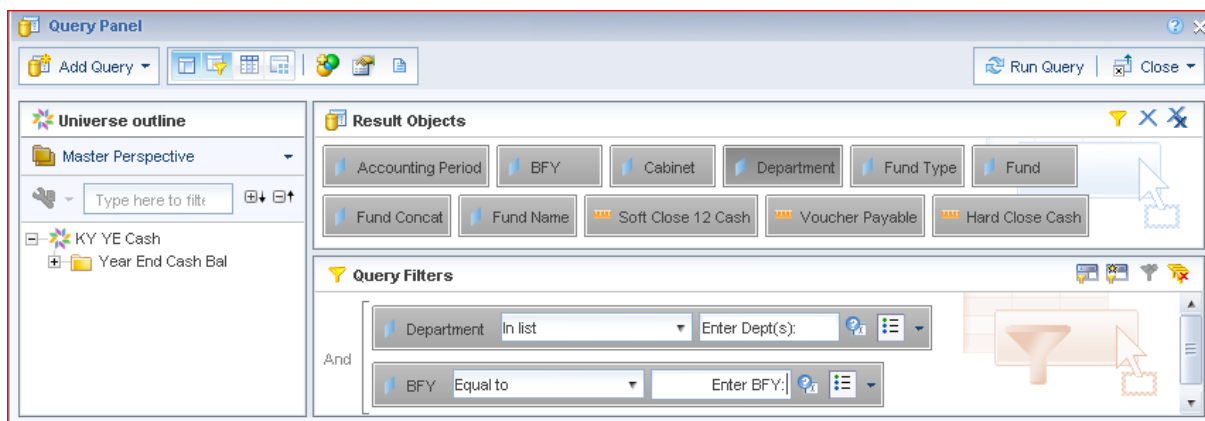 Query Panel
Add Query
Run Query
Close
Universe outline
Master Perspective
Type here to filte
KY YE Cash
Year End Cash Bal
Result Objects
Accounting Period BFY Cabinet Department Fund Type Fund
Fund Concat Fund Name Soft Close 12 Cash Voucher Payable Hard Close Cash
Query Filters
And
Department In list Enter Dept(s):
BFY Equal to Enter BFY: